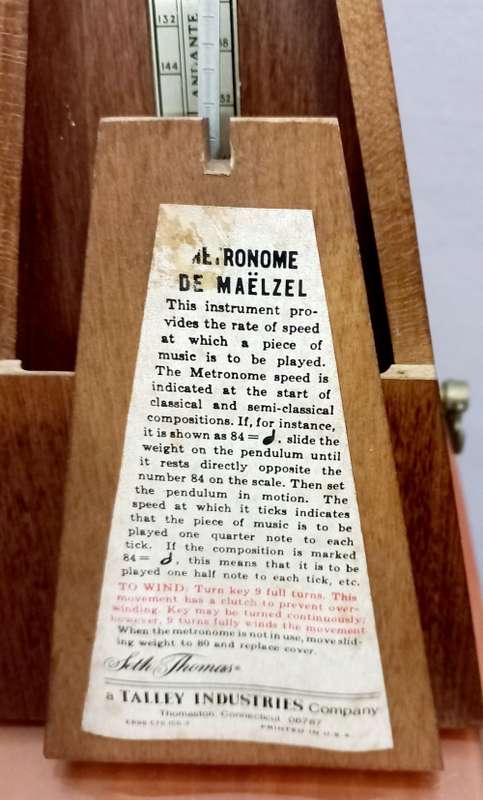 132
144
ANDANTE
METRONOME
DE MAËLZEL
This instrument pro-
vides the rate of speed
at which a piece of
music is to be played.
The Metronome speed is
indicated at the start of
classical and semi-classical
compositions. If, for instance,
it is shown as 84 = ♩, slide the
weight on the pendulum until
it rests directly opposite the
number 84 on the scale. Then set
the pendulum in motion. The
speed at which it ticks indicates
that the piece of music is to be
played one quarter note to each
tick. If the composition is marked
84= 𝅗𝅥, this means that it is to be
played one half note to each tick, etc.
TO WIND: Turn key 9 full turns. This
movement has a clutch to prevent over-
winding. Key may be turned continuously;
however, 9 turns fully winds the movement
When the metronome is not in use, move slid-
ing weight to 80 and replace cover.
Seth Thomas®
a TALLEY INDUSTRIES Company
Thomaston, Connecticut 06787
PRINTED IN U.S.A.